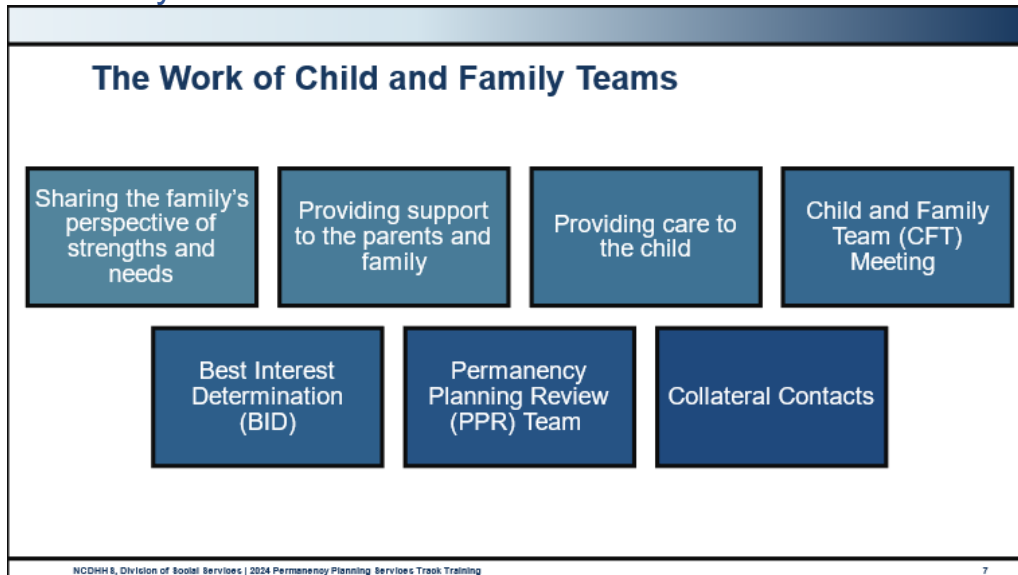 The Work of Child and Family Teams
Sharing the family's
perspective of
strengths and
needs
Providing support
to the parents and
family
Providing care to
the child
Child and Family
Team (CFT)
Meeting
Best Interest
Determination
(BID)
Permanency
Planning Review
(PPR) Team
Collateral Contacts
NCDHHS, Division of Social Services | 2024 Permanency Planning Services Track Training
7